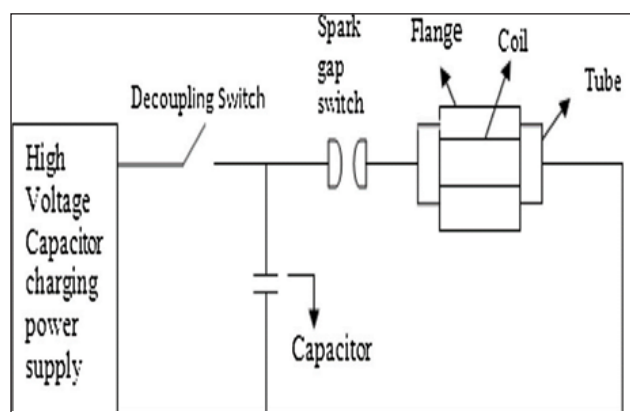 Spark
gap
switch
Flange
Coil
Tube
Decoupling Switch
High
Voltage
Capacitor
charging
power
supply
Capacitor